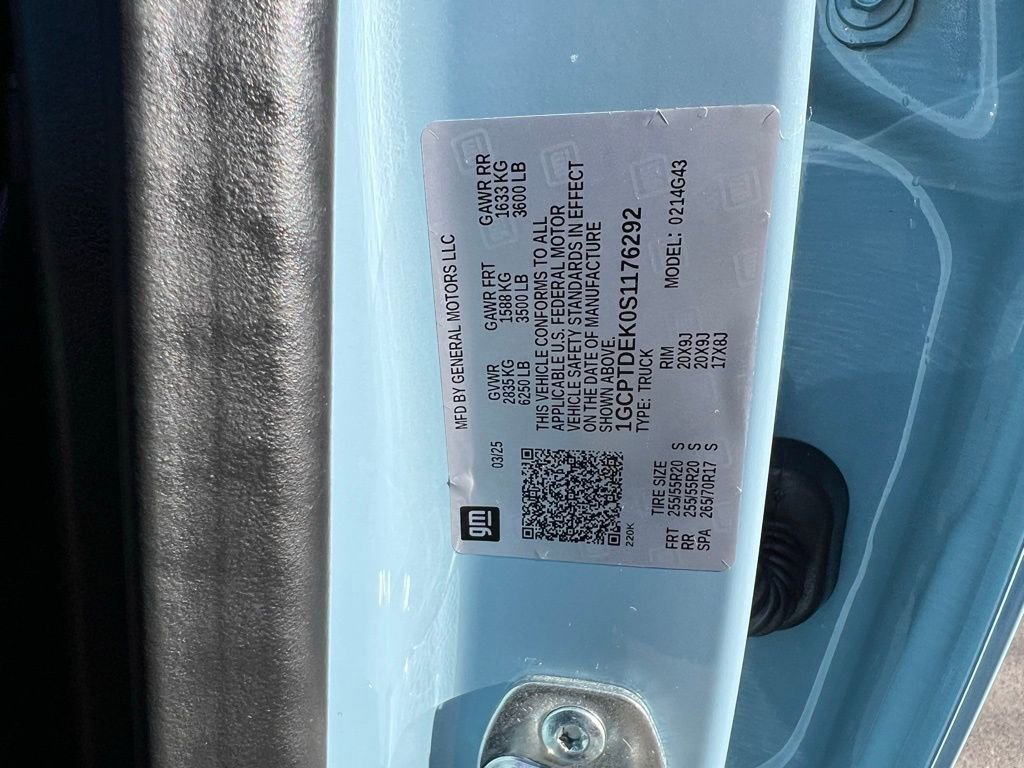 gm
MFD BY GENERAL MOTORS LLC
03/25
GVWR GAWR FRT GAWR RR
2835 KG 1588 KG 1633 KG
6250 LB 3500 LB 3600 LB
THIS VEHICLE CONFORMS TO ALL
APPLICABLE U.S. FEDERAL MOTOR
VEHICLE SAFETY STANDARDS IN EFFECT
ON THE DATE OF MANUFACTURE
SHOWN ABOVE.
1GCPTDEK0S1176292
220K
TYPE: TRUCK MODEL: 0214G43
TIRE SIZE RIM
FRT 255/55R20 S 20X9J
RR 255/55R20 S 20X9J
SPA 265/70R17 S 17X8J